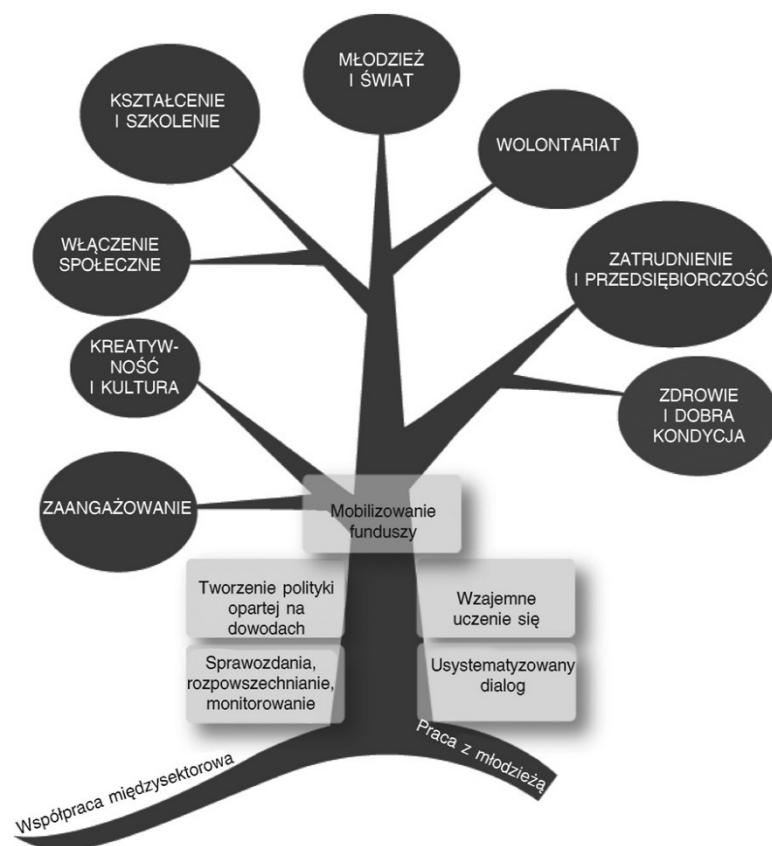 MŁODZIEŻ
I ŚWIAT
KSZTAŁCENIE
I SZKOLENIE
WOLONTARIAT
WŁĄCZENIE
SPOŁECZNE
ZATRUDNIENIE
I PRZEDSIĘBIORCZOŚĆ
KREATYW-
NOŚĆ
I KULTURA
ZDROWIE
I DOBRA
KONDYCJA
ZAANGAŻOWANIE
Mobilizowanie
funduszy
Tworzenie polityki
opartej na
dowodach
Wzajemne
uczenie się
Sprawozdania,
rozpowszechnianie,
monitorowanie
Usystematyzowany
dialog
Współpraca międzysektorowa
Praca z młodzieżą